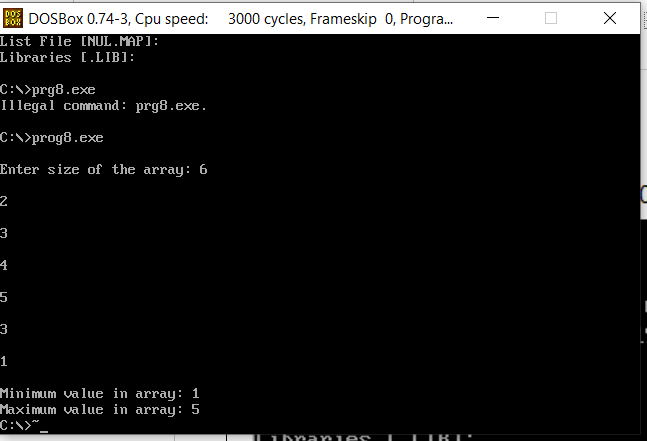 DOS BOX
DOSBox 0.74-3, Cpu speed: 3000 cycles, Frameskip 0, Progra...
List File [NUL.MAP]:
Libraries [.LIB]:
C:\>prg8.exe
Illegal command: prg8.exe.
C:\>prog8.exe
Enter size of the array: 6
2
3
4
5
3
1
Minimum value in array: 1
Maximum value in array: 5
C:\>~_
Libraries [.LIB]: